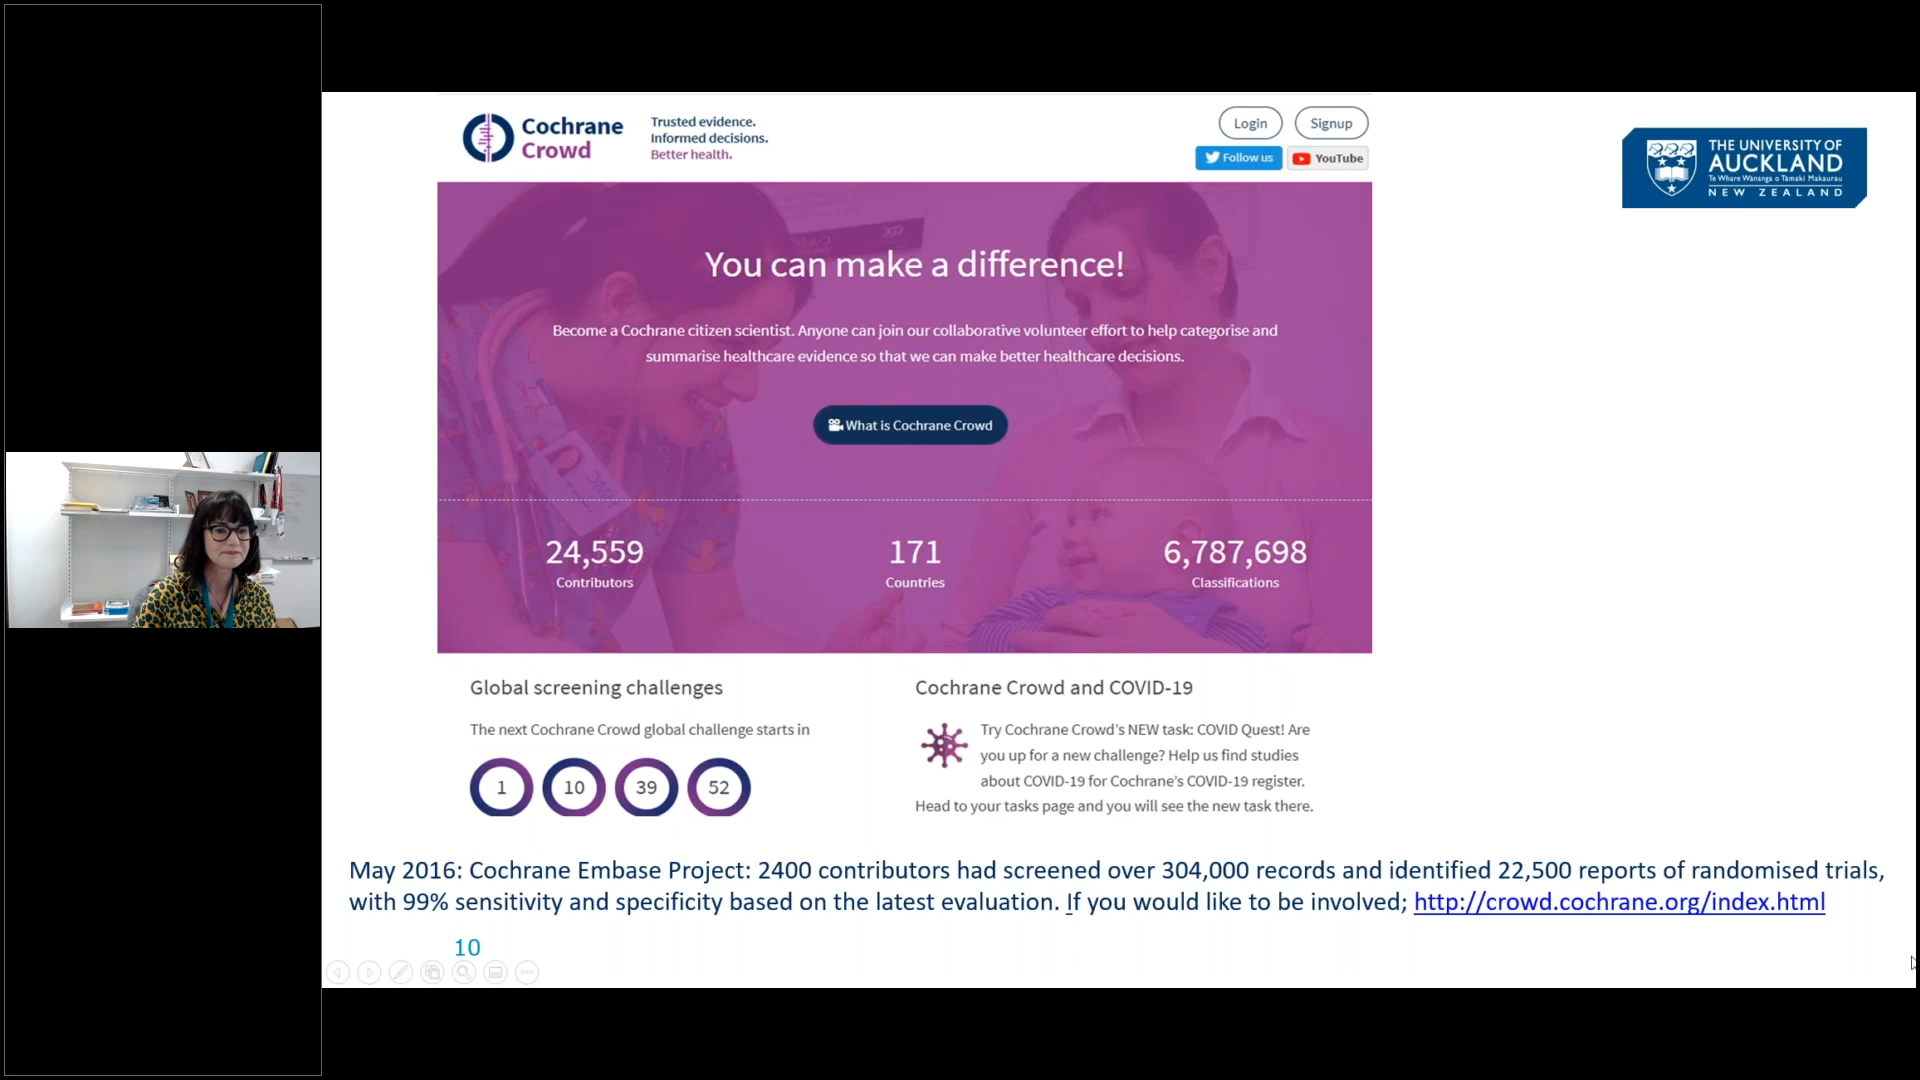 Cochrane
Crowd
Trusted evidence.
Informed decisions.
Better health.
Login
Signup
Follow us
YouTube
THE UNIVERSITY OF
AUCKLAND
Te Whare Wānanga o Tāmaki Makaurau
NEW ZEALAND
You can make a difference!
Become a Cochrane citizen scientist. Anyone can join our collaborative volunteer effort to help categorise and
summarise healthcare evidence so that we can make better healthcare decisions.
What is Cochrane Crowd
24,559
Contributors
171
Countries
6,787,698
Classifications
Global screening challenges
The next Cochrane Crowd global challenge starts in
1 10 39 52
Cochrane Crowd and COVID-19
Try Cochrane Crowd's NEW task: COVID Quest! Are
you up for a new challenge? Help us find studies
about COVID-19 for Cochrane's COVID-19 register.
Head to your tasks page and you will see the new task there.
May 2016: Cochrane Embase Project: 2400 contributors had screened over 304,000 records and identified 22,500 reports of randomised trials,
with 99% sensitivity and specificity based on the latest evaluation. If you would like to be involved; http://crowd.cochrane.org/index.html
10